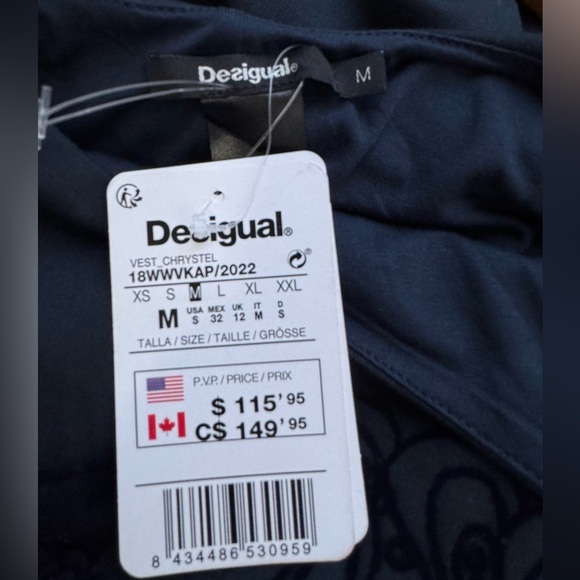 Desigual®
M
Desigual®
VEST_CHRYSTEL
18WWVKAP/2022
XS S M L XL XXL
M USA S MEX 32 UK 12 IT M D S
TALLA / SIZE / TAILLE / GRÖSSE
P.V.P. / PRICE / PRIX
$ 115'95
C$ 149'95
8 434486 530959